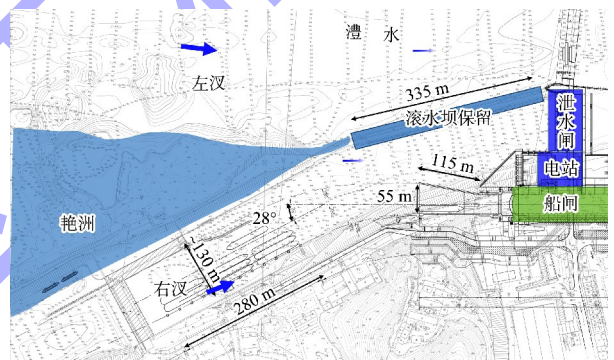 澧 水
左汊
335 m
滚水坝保留
泄水闸
115 m
电站
55 m
船闸
艳洲
28°
~130 m
右汊
280 m